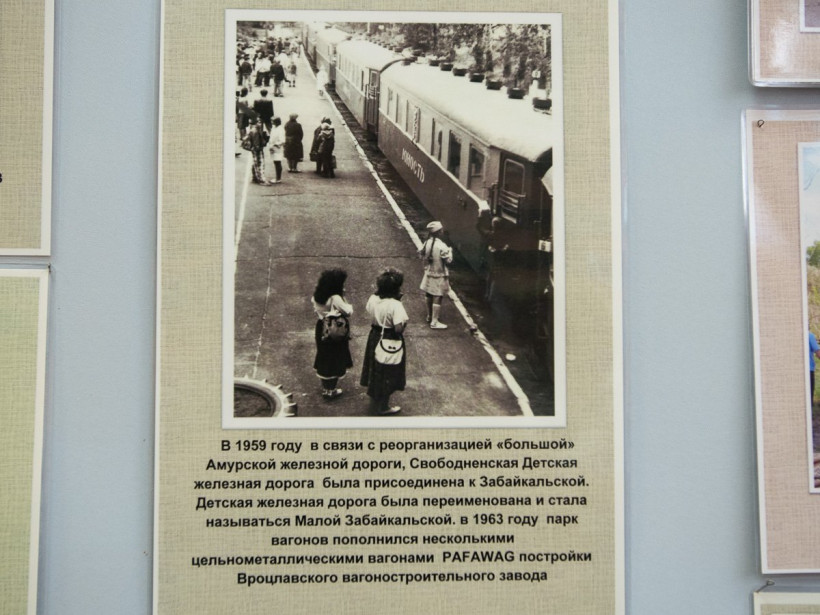 ЮНОСТЬ
В 1959 году в связи с реорганизацией «большой»
Амурской железной дороги, Свободненская Детская
железная дорога была присоединена к Забайкальской.
Детская железная дорога была переименована и стала
называться Малой Забайкальской. в 1963 году парк
вагонов пополнился несколькими
цельнометаллическими вагонами PAFAWAG постройки
Вроцлавского вагоностроительного завода